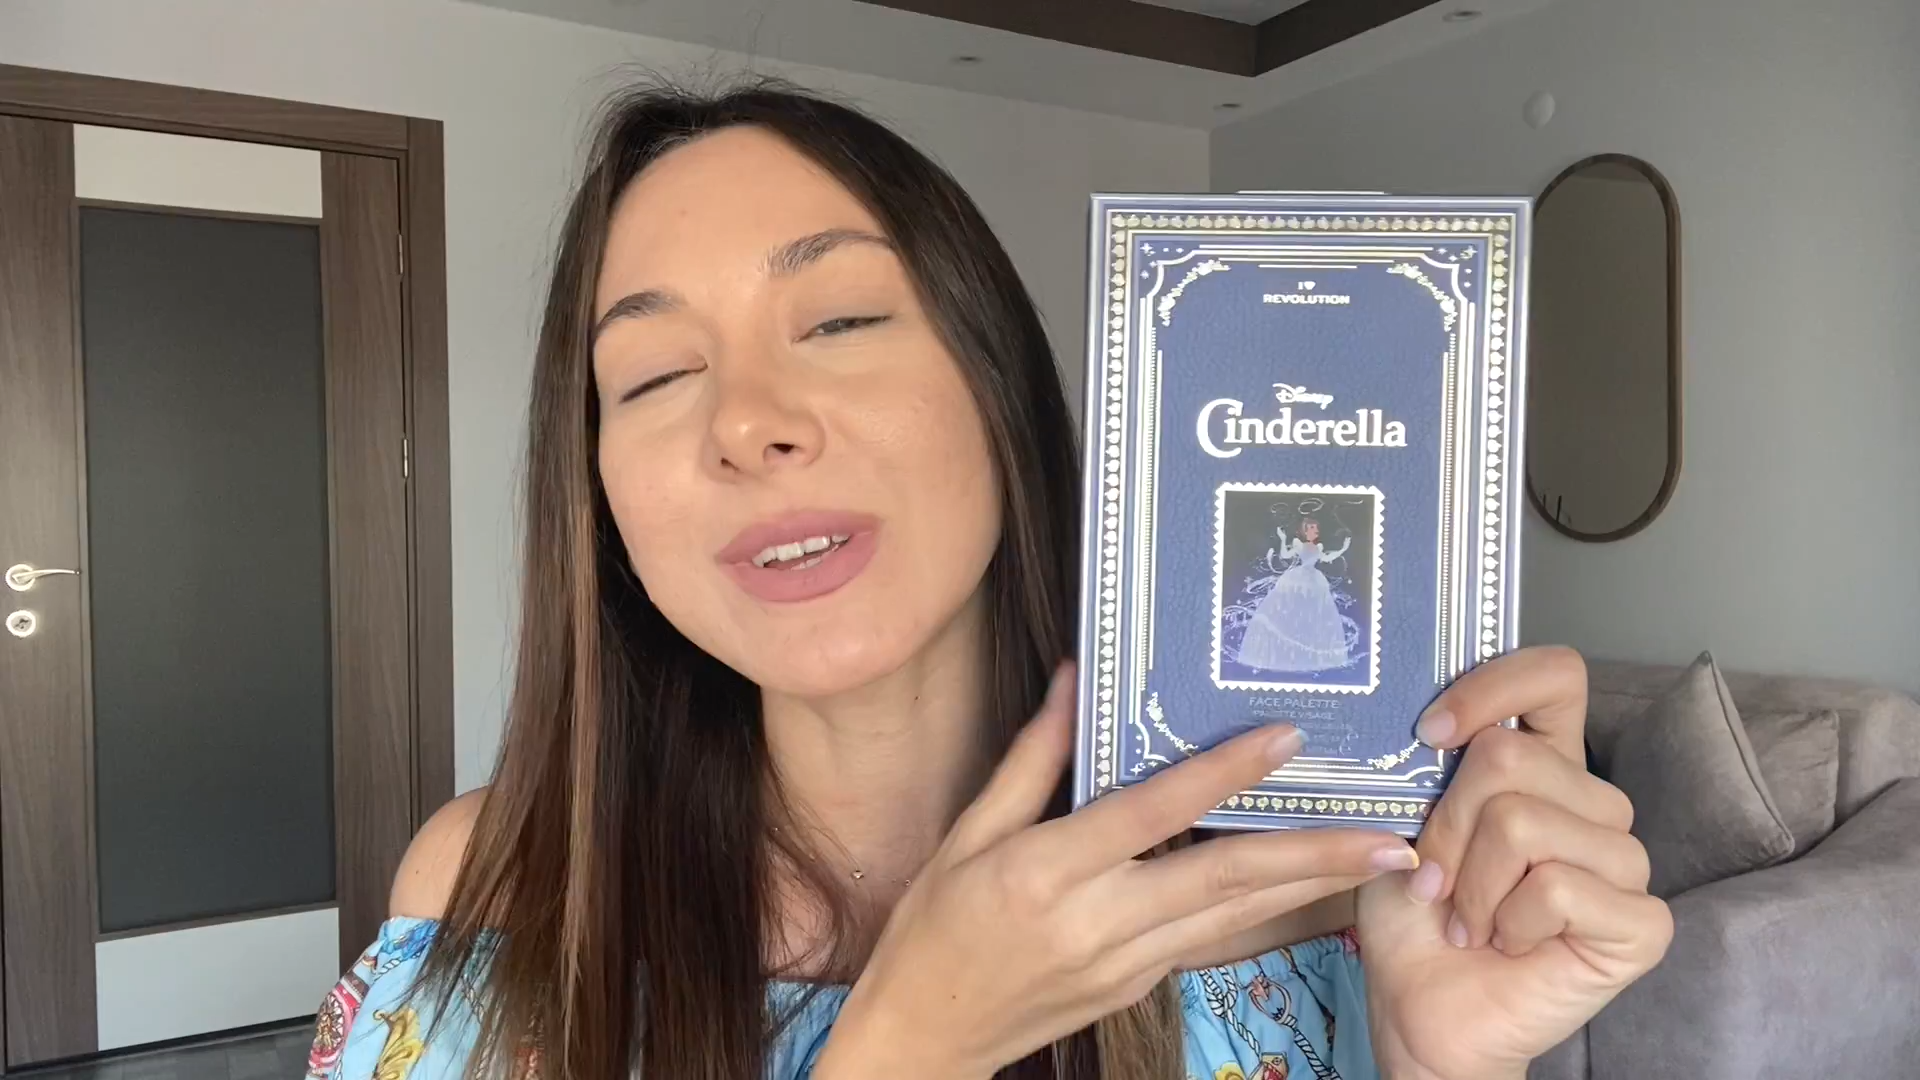 I
REVOLUTION
Disney
Cinderella
FACE PALETTE
PALETTE VISAGE